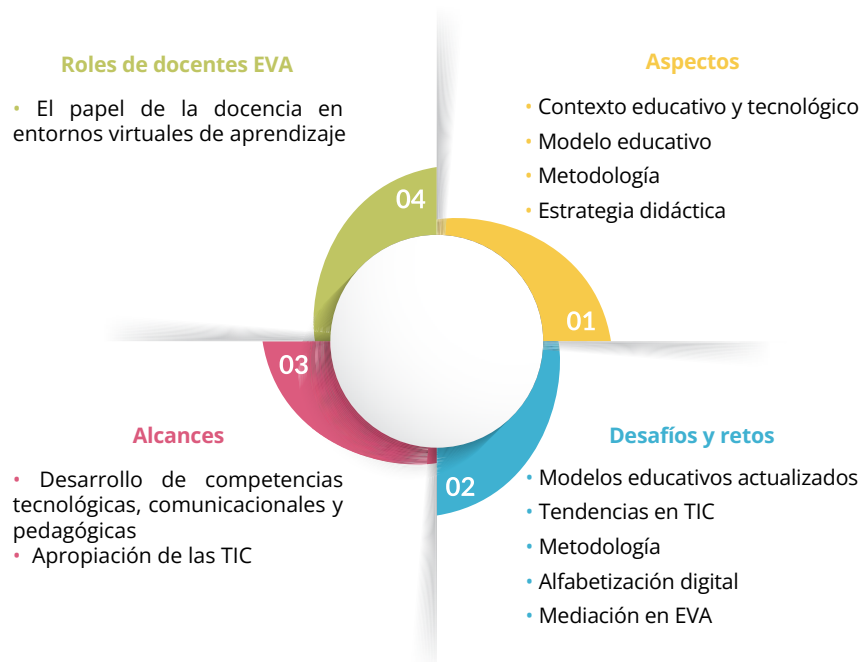 Aspectos
• Contexto educativo y tecnológico
• Modelo educativo
• Metodología
• Estrategia didáctica
01
Desafíos y retos
• Modelos educativos actualizados
• Tendencias en TIC
• Metodología
• Alfabetización digital
• Mediación en EVA
02
Alcances
• Desarrollo de competencias
tecnológicas, comunicacionales y
pedagógicas
• Apropiación de las TIC
03
Roles de docentes EVA
• El papel de la docencia en
entornos virtuales de aprendizaje
04